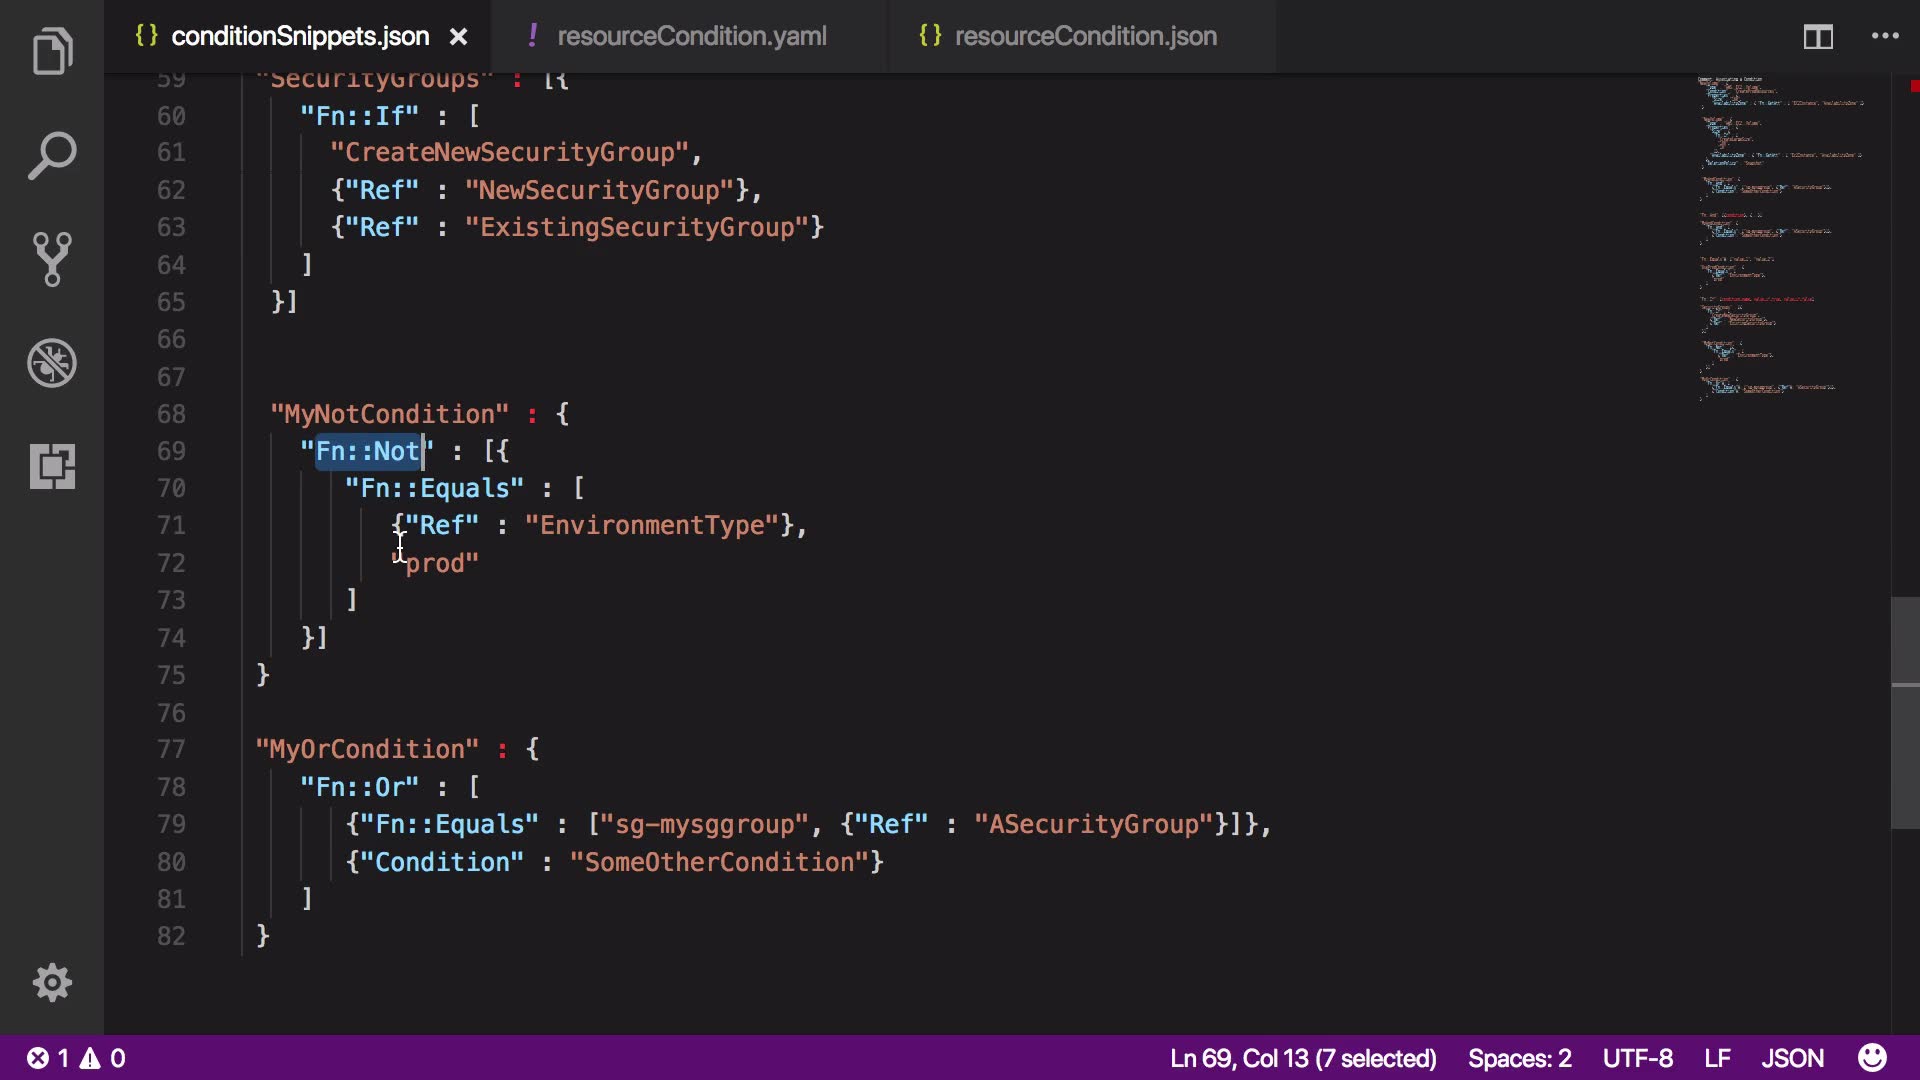 {} conditionSnippets.json × ! resourceCondition.yaml {} resourceCondition.json
59 "SecurityGroups" : [{
60 "Fn::If" : [
61 "CreateNewSecurityGroup",
62 {"Ref" : "NewSecurityGroup"},
63 {"Ref" : "ExistingSecurityGroup"}
64 ]
65 }]
66
67
68 "MyNotCondition" : {
69 "Fn::Not" : [{
70 "Fn::Equals" : [
71 {"Ref" : "EnvironmentType"},
72 "prod"
73 ]
74 }]
75 }
76
77 "MyOrCondition" : {
78 "Fn::Or" : [
79 {"Fn::Equals" : ["sg-mysggroup", {"Ref" : "ASecurityGroup"}]},
80 {"Condition" : "SomeOtherCondition"}
81 ]
82 }
1 0 Ln 69, Col 13 (7 selected) Spaces: 2 UTF-8 LF JSON